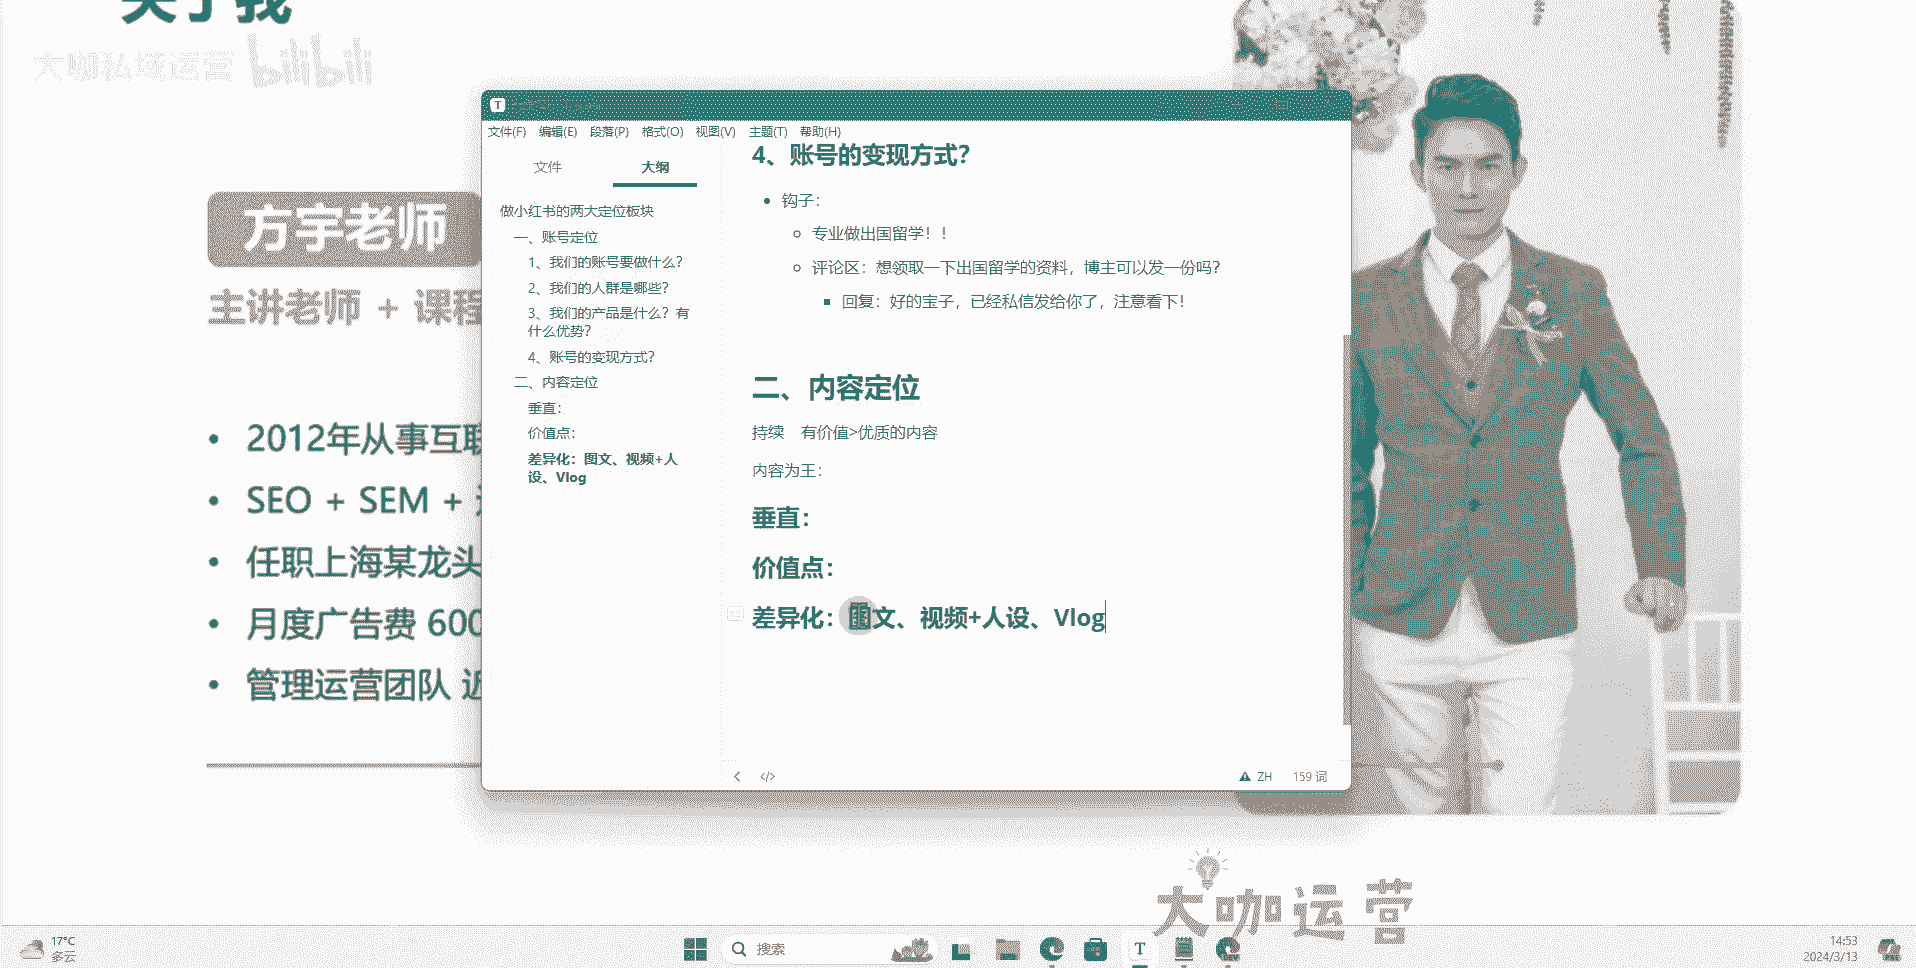 关于我
大咖私域运营 bilibili
方宇老师
主讲老师 + 课程
2012年从事互联
SEO + SEM +
任职上海某龙头
月度广告费 600
管理运营团队 近
T
文件(F) 编辑(E) 段落(P) 格式(O) 视图(V) 主题(T) 帮助(H)
文件 大纲
做小红书的两大定位板块
一、账号定位
1、我们的账号要做什么？
2、我们的人群是哪些？
3、我们的产品是什么？有
什么优势？
4、账号的变现方式？
二、内容定位
垂直：
价值点：
差异化：图文、视频+人
设、Vlog
4、账号的变现方式？
钩子：
专业做出国留学！！
评论区：想领取一下出国留学的资料，博主可以发一份吗？
回复：好的宝子，已经私信发给你了，注意看下！
二、内容定位
持续 有价值>优质的内容
内容为王：
垂直：
价值点：
差异化：图文、视频+人设、Vlog
</> ZH 159 词
大咖运营
17°C
多云
搜索
T
DEV
14:53
2024/3/13